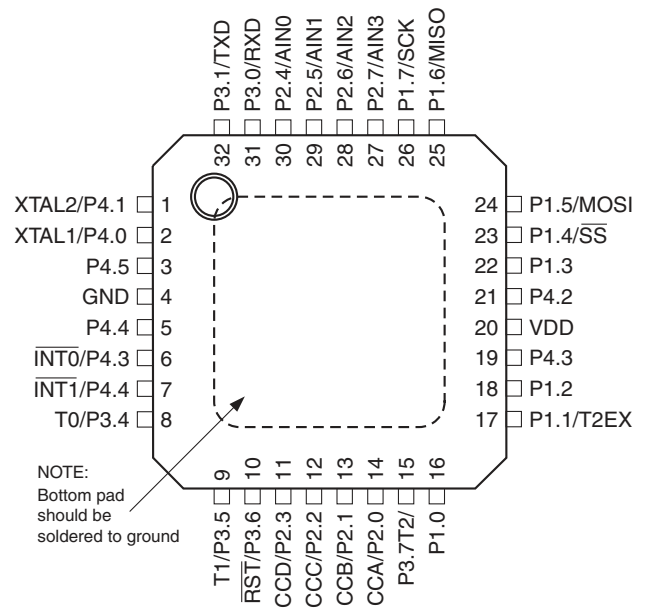 P3.1/TXD
P3.0/RXD
P2.4/AIN0
P2.5/AIN1
P2.6/AIN2
P2.7/AIN3
P1.7/SCK
P1.6/MISO
32 31 30 29 28 27 26 25
XTAL2/P4.1 1
XTAL1/P4.0 2
P4.5 3
GND 4
P4.4 5
I̅N̅T̅0̅/P4.3 6
I̅N̅T̅1̅/P4.4 7
T0/P3.4 8
24 P1.5/MOSI
23 P1.4/S̅S̅
22 P1.3
21 P4.2
20 VDD
19 P4.3
18 P1.2
17 P1.1/T2EX
NOTE:
Bottom pad
should be
soldered to ground
9 10 11 12 13 14 15 16
T1/P3.5
R̅S̅T̅/P3.6
CCD/P2.3
CCC/P2.2
CCB/P2.1
CCA/P2.0
P3.7T2/
P1.0